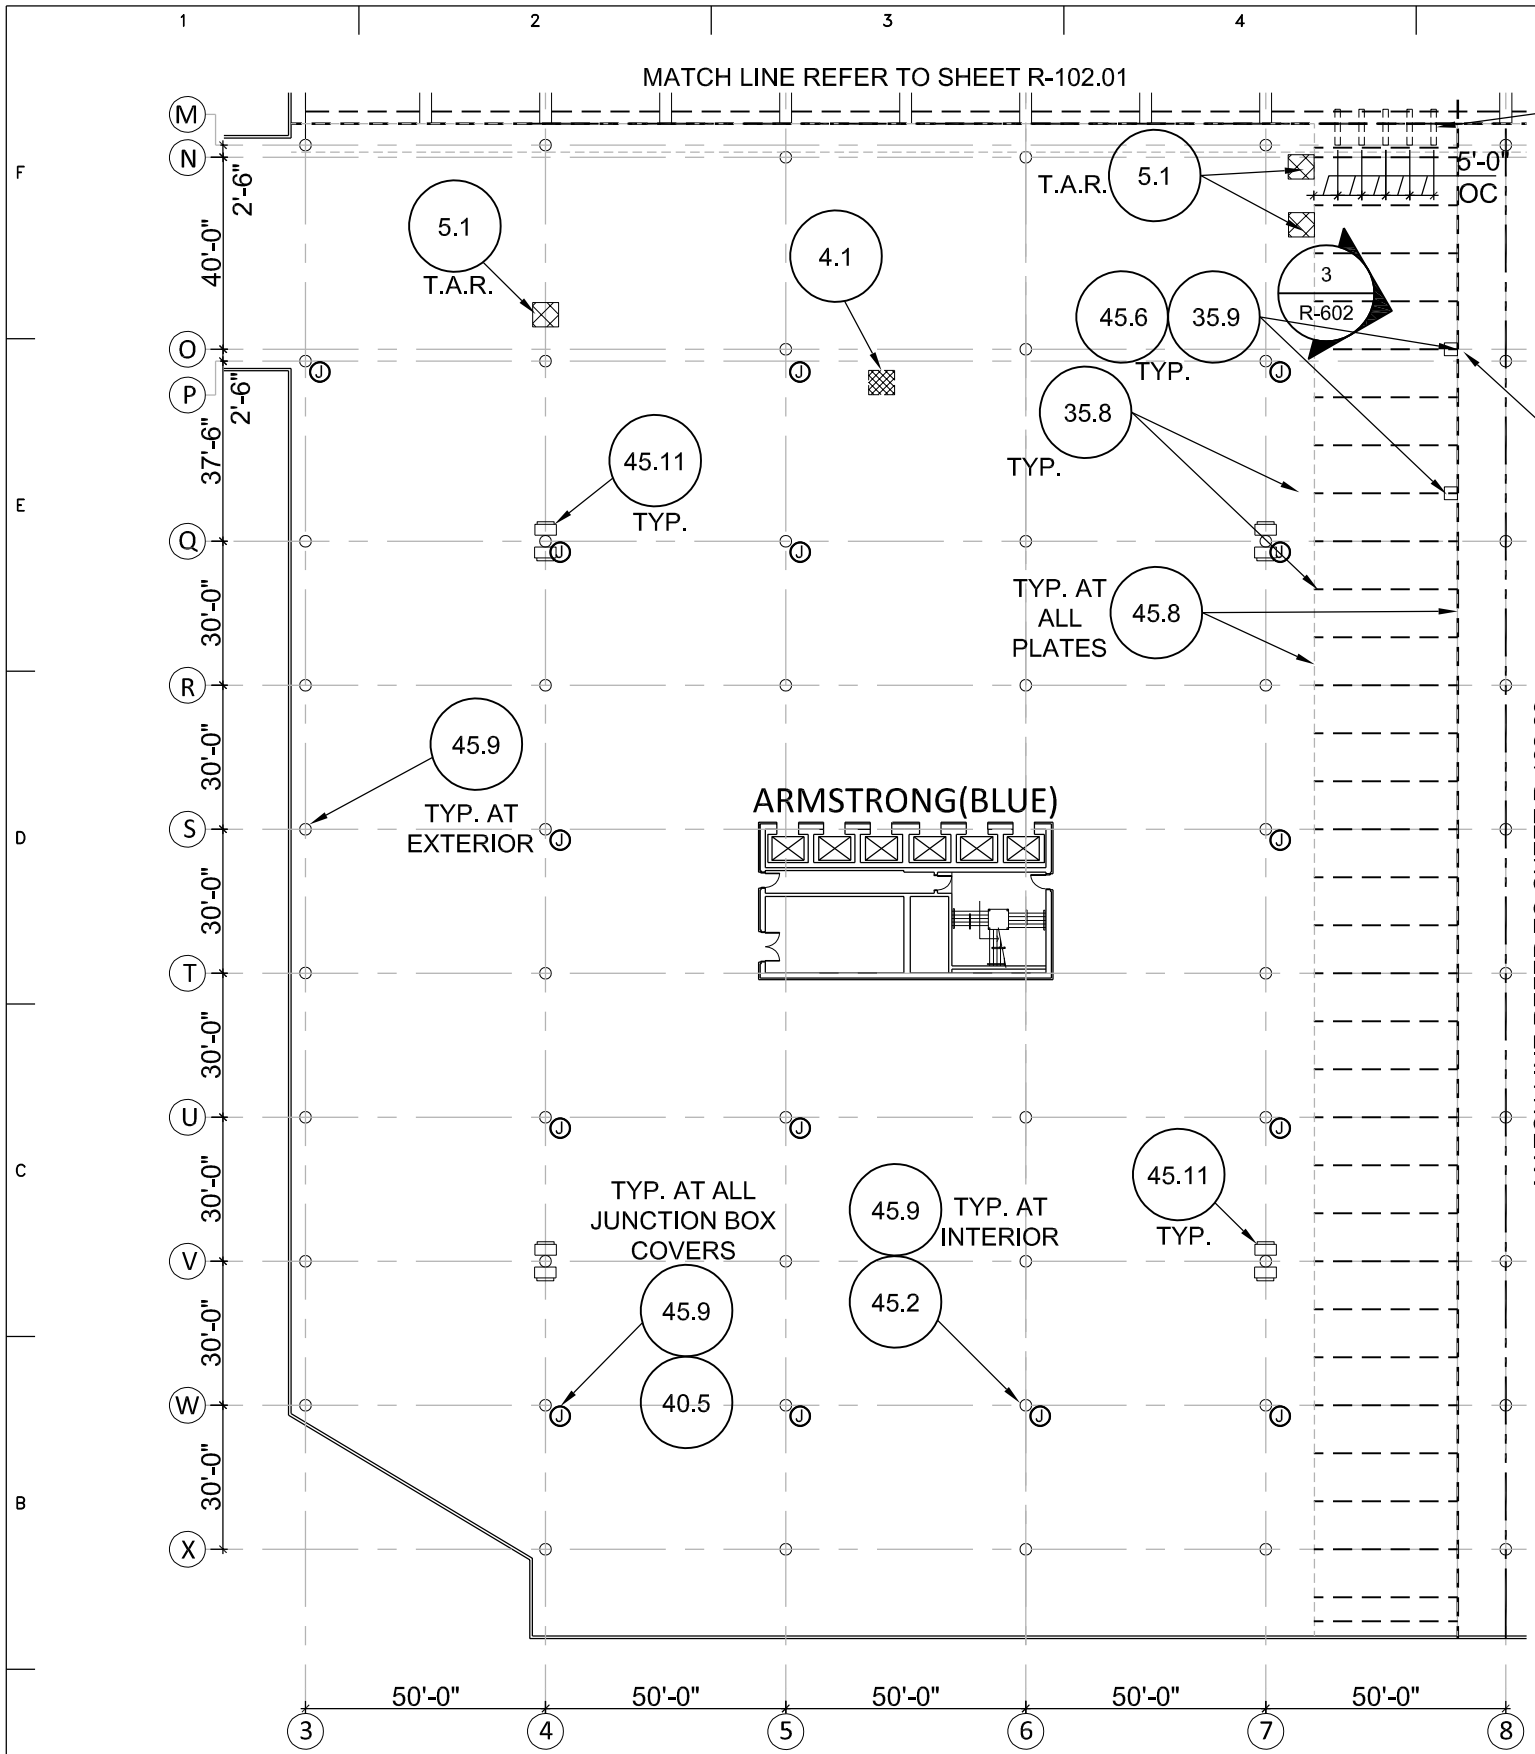 1 2 3 4
MATCH LINE REFER TO SHEET R-102.01
M
F
N
2'-6"
5.1
T.A.R.
40'-0"
4.1
T.A.R.
5.1
5'-0"
OC
3
R-602
45.6 35.9
TYP.
O
P
2'-6"
J J J
35.8
TYP.
37'-6"
45.11
TYP.
E
Q
J J J
30'-0"
TYP. AT
ALL
PLATES
45.8
R
30'-0"
45.9
TYP. AT
EXTERIOR
ARMSTRONG(BLUE)
D
S
J J
30'-0"
T
30'-0"
U
J J J
C
30'-0"
TYP. AT ALL
JUNCTION BOX
COVERS
45.9
40.5
45.9
45.2
TYP. AT
INTERIOR
45.11
TYP.
V
30'-0"
W
J J J J
30'-0"
B
X
50'-0" 50'-0" 50'-0" 50'-0" 50'-0"
3 4 5 6 7 8